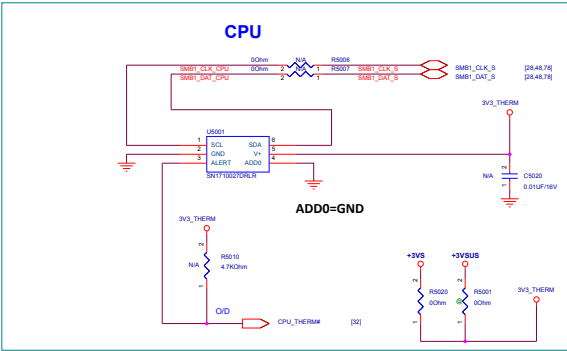 CPU
0Ohm N/A R5006
SMB1_CLK_CPU 2 1 SMB1_CLK_S SMB1_CLK_S [28,48,78]
0Ohm N/A R5007
SMB1_DAT_CPU 2 1 SMB1_DAT_S SMB1_DAT_S [28,48,78]
3V3_THERM
U5001
1 SCL SDA 6
2 GND V+ 5
3 ALERT ADD0 4
SN1710027DRLR
2
N/A C5020
1 0.01UF/16V
ADD0=GND
3V3_THERM
2
R5010
N/A 4.7KOhm
1
O/D
CPU_THERM# [32]
+3VS +3VSUS
3V3_THERM
2 2
R5020 R5001
0Ohm @ 0Ohm
1 1